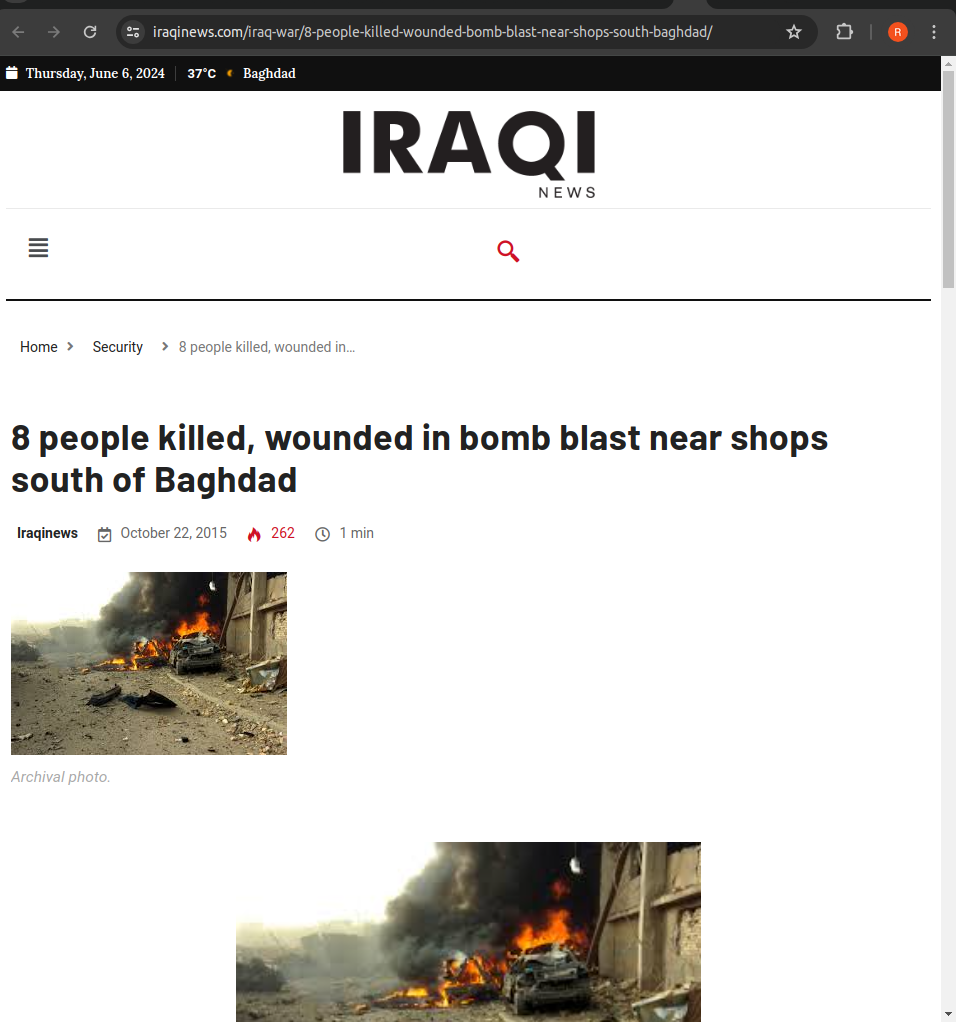 iraqinews.com/iraq-war/8-people-killed-wounded-bomb-blast-near-shops-south-baghdad/
R
Thursday, June 6, 2024 37°C Baghdad
IRAQI
NEWS
Home Security 8 people killed, wounded in...
8 people killed, wounded in bomb blast near shops
south of Baghdad
Iraqinews October 22, 2015 262 1 min
Archival photo.